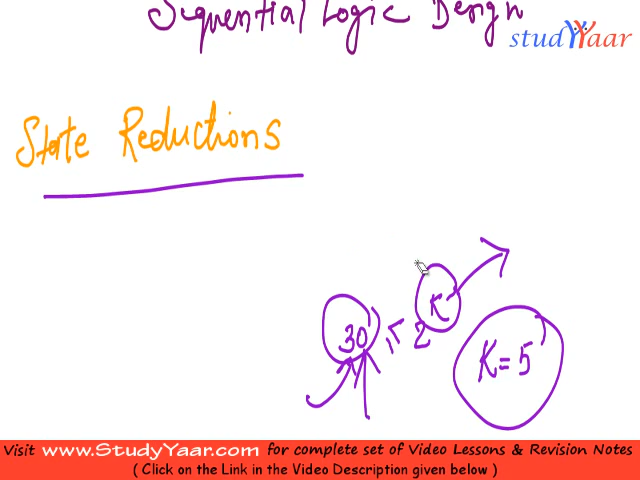 Sequential Logic Design
studYYaar
State Reductions
30 ≤ 2^K
K = 5
Visit www.StudyYaar.com for complete set of Video Lessons & Revision Notes
( Click on the Link in the Video Description given below )